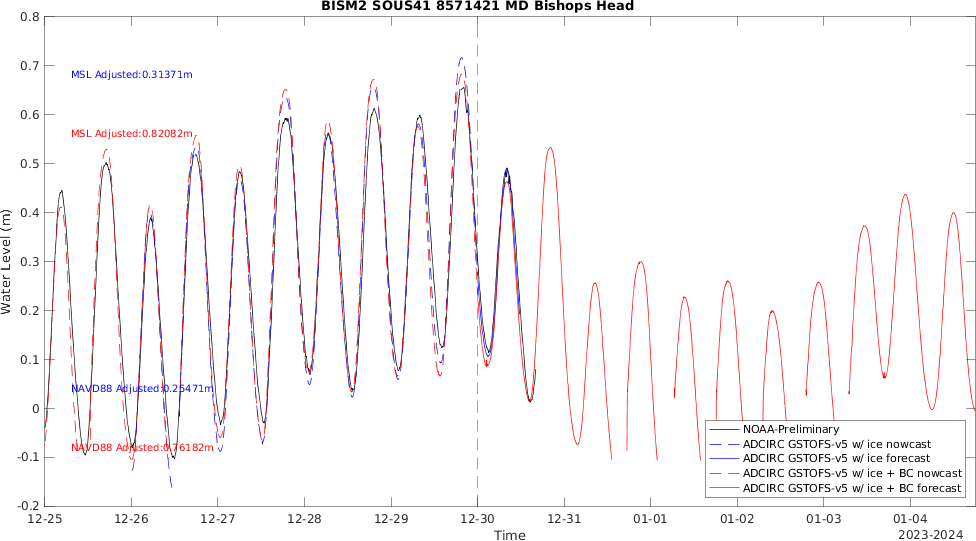 BISM2 SOUS41 8571421 MD Bishops Head
0.8
0.7
0.6
0.5
0.4
0.3
0.2
0.1
0
-0.1
-0.2
Water Level (m)
MSL Adjusted:0.31371m
MSL Adjusted:0.82082m
NAVD88 Adjusted:0.25471m
NAVD88 Adjusted:0.76182m
NOAA-Preliminary
ADCIRC GSTOFS-v5 w/ ice nowcast
ADCIRC GSTOFS-v5 w/ ice forecast
ADCIRC GSTOFS-v5 w/ ice + BC nowcast
ADCIRC GSTOFS-v5 w/ ice + BC forecast
12-25 12-26 12-27 12-28 12-29 12-30 12-31 01-01 01-02 01-03 01-04
Time
2023-2024